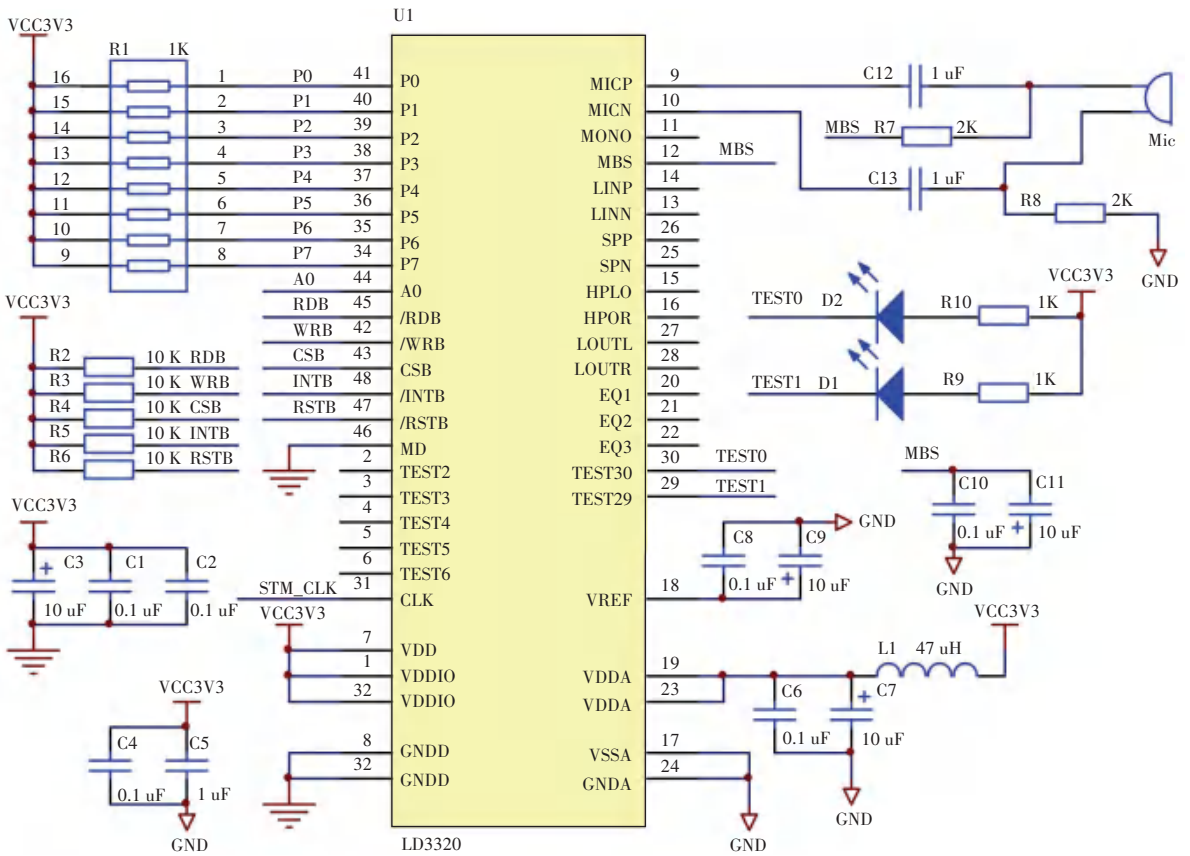 U1
VCC3V3
R1 1K
16 1 P0 41 P0
15 2 P1 40 P1
14 3 P2 39 P2
13 4 P3 38 P3
12 5 P4 37 P4
11 6 P5 36 P5
10 7 P6 35 P6
9 8 P7 34 P7
A0 44 A0
RDB 45 /RDB
WRB 42 /WRB
CSB 43 CSB
INTB 48 /INTB
RSTB 47 /RSTB
46 MD
2 TEST2
3 TEST3
4 TEST4
5 TEST5
6 TEST6
STM_CLK 31 CLK
VCC3V3
7 VDD
1 VDDIO
32 VDDIO
8 GNDD
32 GNDD
LD3320
VCC3V3
R2 10 K RDB
R3 10 K WRB
R4 10 K CSB
R5 10 K INTB
R6 10 K RSTB
VCC3V3
+ C3 C1 C2
10 uF 0.1 uF 0.1 uF
VCC3V3
C4 C5
0.1 uF 1 uF
GND
MICP 9
MICN 10
MONO 11
MBS 12 MBS
LINP 14
LINN 13
SPP 26
SPN 25
HPLO 15
HPOR 16
LOUTL 27
LOUTR 28
EQ1 20
EQ2 21
EQ3 22
TEST30 30 TEST0
TEST29 29 TEST1
VREF 18
VDDA 19
VDDA 23
VSSA 17
GNDA 24
GND
C12 1 uF
MBS R7 2K
Mic
C13 1 uF
R8 2K
GND
VCC3V3
TEST0 D2 R10 1K
TEST1 D1 R9 1K
MBS
C10 C11
0.1 uF + 10 uF
GND
GND
C8 C9
0.1 uF + 10 uF
VCC3V3
L1 47 uH
C6 + C7
0.1 uF 10 uF
GND